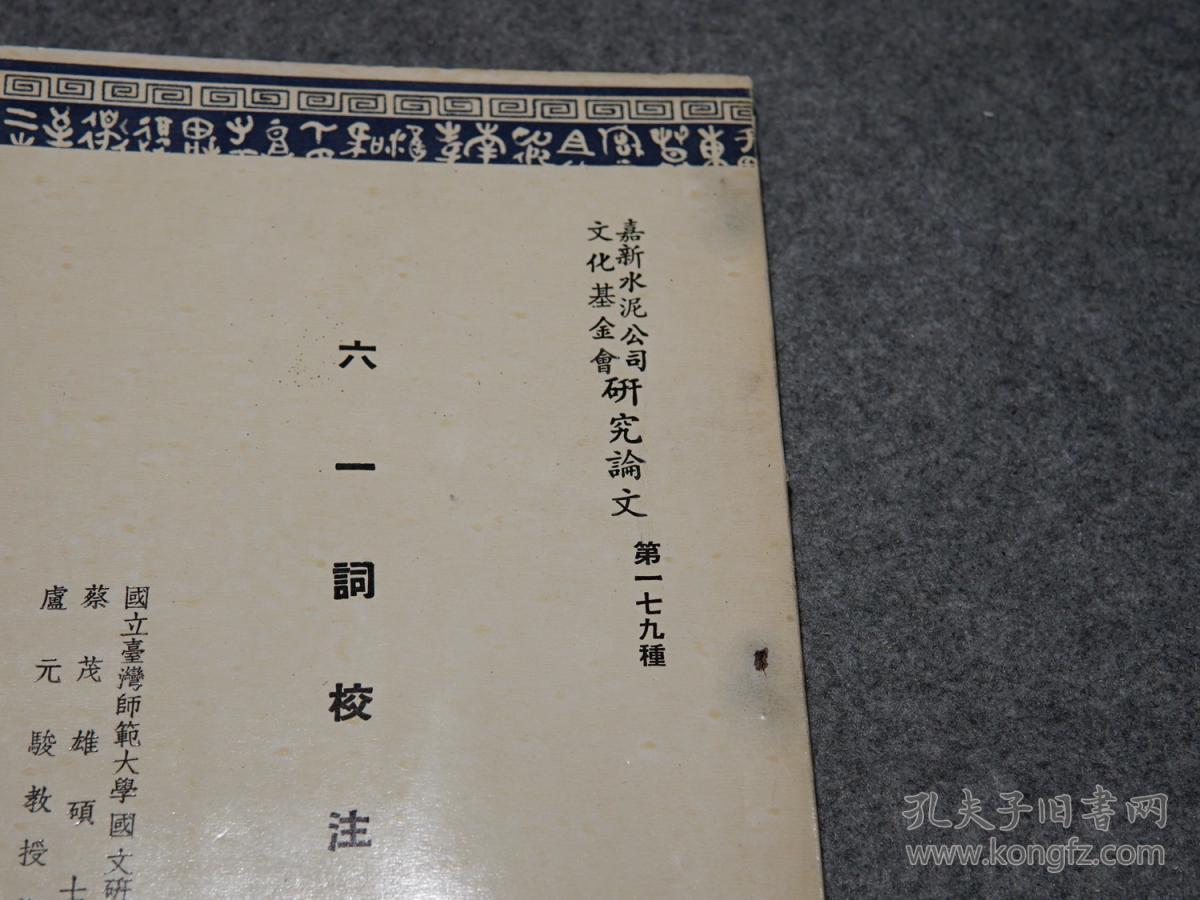 嘉新水泥公司
文化基金會
研究論文
第一七九種
六一詞校注
國立臺灣師範大學國文研
蔡茂雄碩士
盧元駿教授
孔夫子旧书网
www.kongfz.com